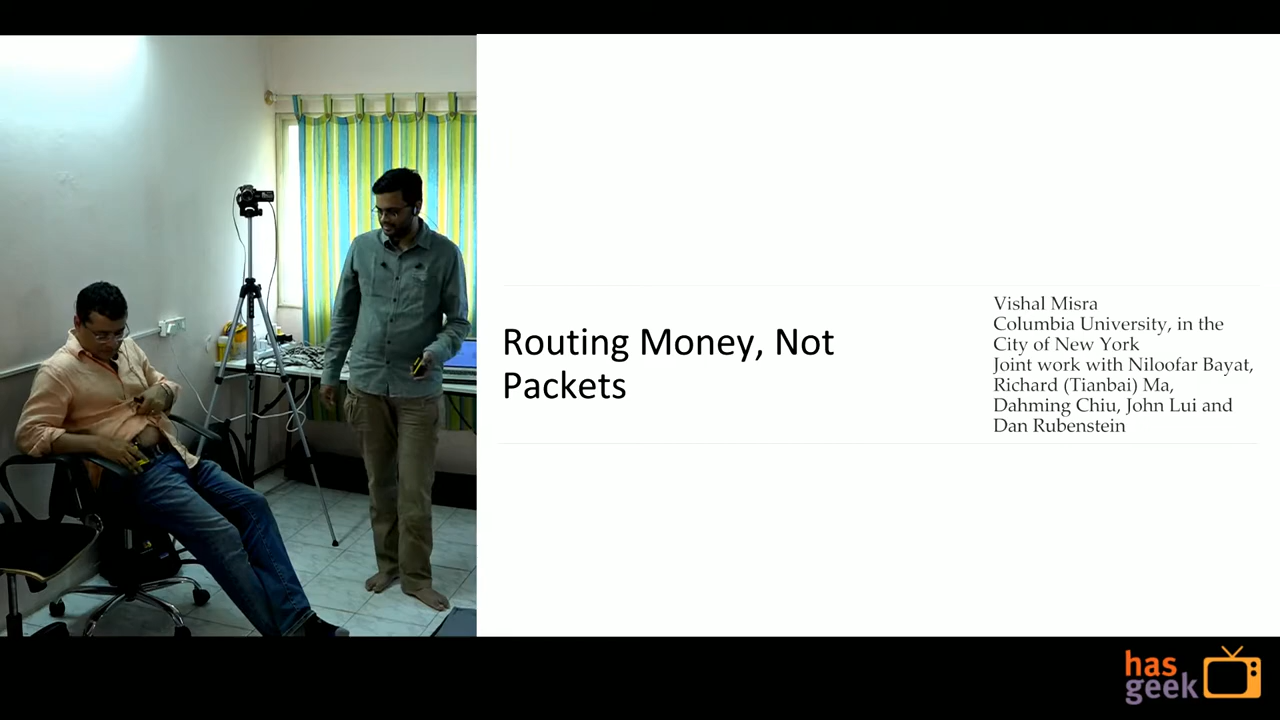 Routing Money, Not
Packets
Vishal Misra
Columbia University, in the
City of New York
Joint work with Niloofar Bayat,
Richard (Tianbai) Ma,
Dahming Chiu, John Lui and
Dan Rubenstein
has
geek